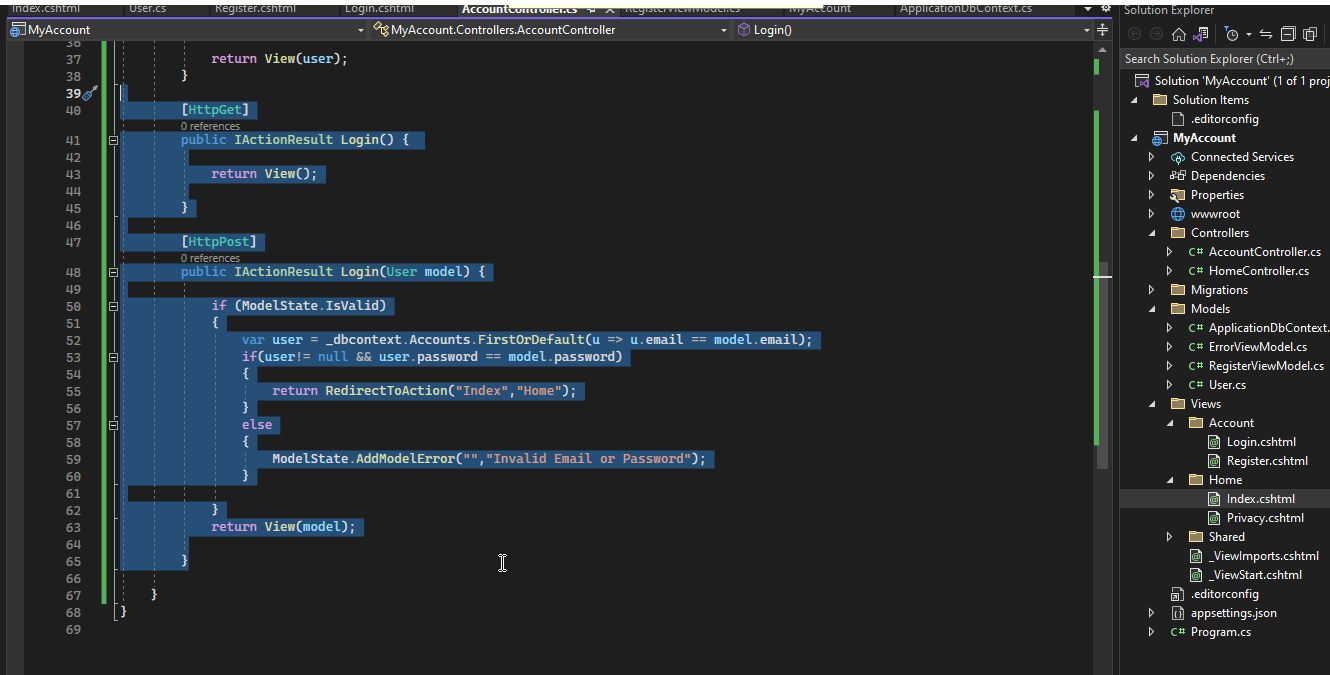 Index.cshtml User.cs Register.cshtml Login.cshtml AccountController.cs RegisterViewModel.cs MyAccount ApplicationDbContext.cs
MyAccount MyAccount.Controllers.AccountController Login()
36
37 return View(user);
38 }
39
40 [HttpGet]
0 references
41 public IActionResult Login() {
42
43 return View();
44
45 }
46
47 [HttpPost]
0 references
48 public IActionResult Login(User model) {
49
50 if (ModelState.IsValid)
51 {
52 var user = _dbcontext.Accounts.FirstOrDefault(u => u.email == model.email);
53 if(user!= null && user.password == model.password)
54 {
55 return RedirectToAction("Index","Home");
56 }
57 else
58 {
59 ModelState.AddModelError("","Invalid Email or Password");
60 }
61
62 }
63 return View(model);
64
65 }
66
67 }
68 }
69
Solution Explorer
Search Solution Explorer (Ctrl+;)
Solution 'MyAccount' (1 of 1 proj
Solution Items
.editorconfig
MyAccount
Connected Services
Dependencies
Properties
wwwroot
Controllers
C# AccountController.cs
C# HomeController.cs
Migrations
Models
C# ApplicationDbContext.
C# ErrorViewModel.cs
C# RegisterViewModel.cs
C# User.cs
Views
Account
Login.cshtml
Register.cshtml
Home
Index.cshtml
Privacy.cshtml
Shared
_ViewImports.cshtml
_ViewStart.cshtml
.editorconfig
appsettings.json
C# Program.cs